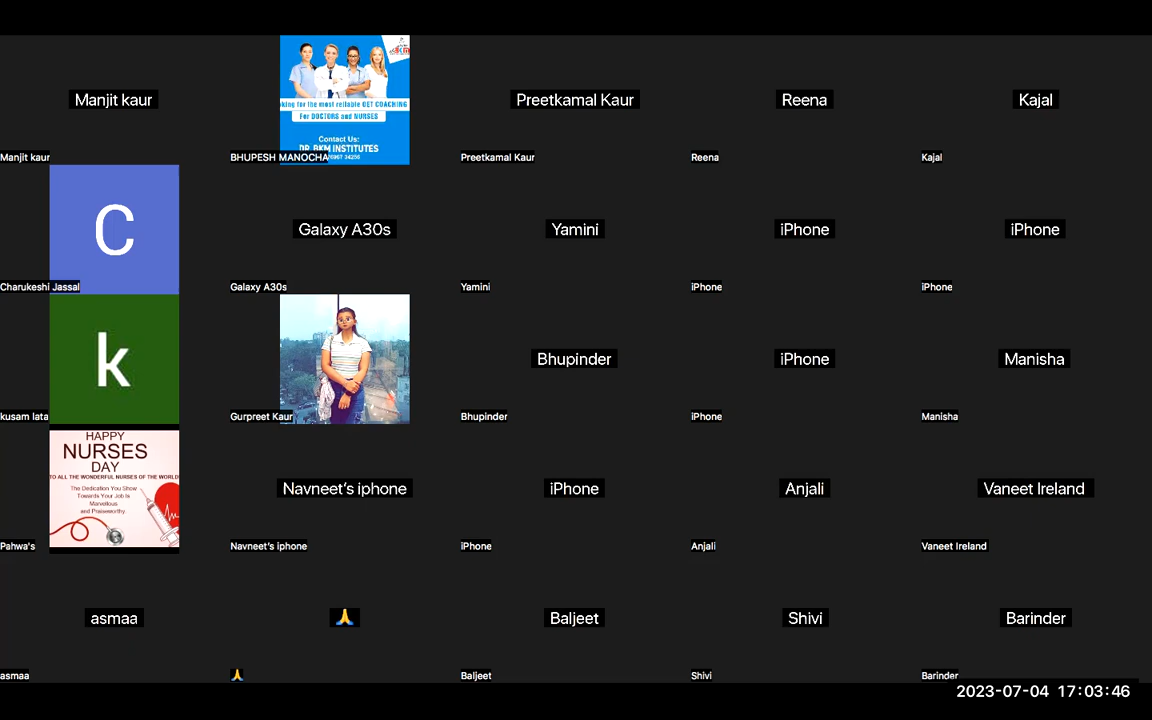 Manjit kaur
Manjit kaur
oking for the most reliable OET COACHING
For DOCTORS and NURSES
Contact Us:
DR. BKM INSTITUTES
BHUPESH MANOCHA
Preetkamal Kaur
Preetkamal Kaur
Reena
Reena
Kajal
Kajal
C
Charukeshi Jassal
Galaxy A30s
Galaxy A30s
Yamini
Yamini
iPhone
iPhone
iPhone
iPhone
k
kusam lata
Gurpreet Kaur
Bhupinder
Bhupinder
iPhone
iPhone
Manisha
Manisha
HAPPY
NURSES
DAY
TO ALL THE WONDERFUL NURSES OF THE WORLD
The Dedication You Show
Towards Your Job Is
Marvellous
and Praiseworthy
Pahwa's
Navneet’s iphone
Navneet’s iphone
iPhone
iPhone
Anjali
Anjali
Vaneet Ireland
Vaneet Ireland
asmaa
asmaa
🙏
🙏
Baljeet
Baljeet
Shivi
Shivi
Barinder
Barinder
2023-07-04 17:03:46